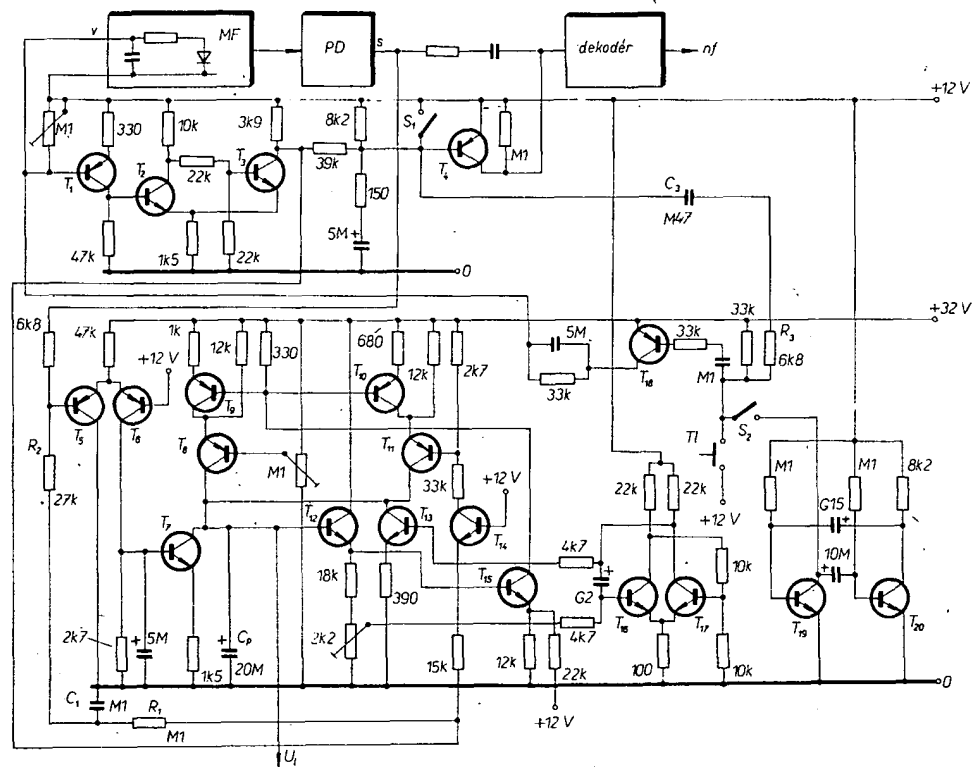 v MF PD s dekodér nf
+12 V
M1 330 10k 3k9 8k2 S₁ M1
T₁ T₂ 22k T₃ 39k T₄
150 C₃
M47
47k 1k5 22k 5M + 0
6k8 47k 1k 12k 330 680 12k 2k7 33k 33k +32 V
+12 V 5M R₃
6k8
T₅ T₆ T₉ T₁₀ 33k T₁₈ M1
R₂ T₈ M1 T₁₁ S₂
27k 33k +12 V 22k 22k Tl M1 M1 8k2
+12 V
T₇ T₁₂ T₁₃ T₁₄ G15 +
4k7 + 10k + 10M
18k T₁₅ G2
390 4k7 T₁₆ T₁₇ T₁₉ T₂₀
2k7 + 5M + Cₚ 2k2
20M 1k5 15k 12k 22k 100 10k
0
C₁ M1 R₁ +12 V
M1
U₁